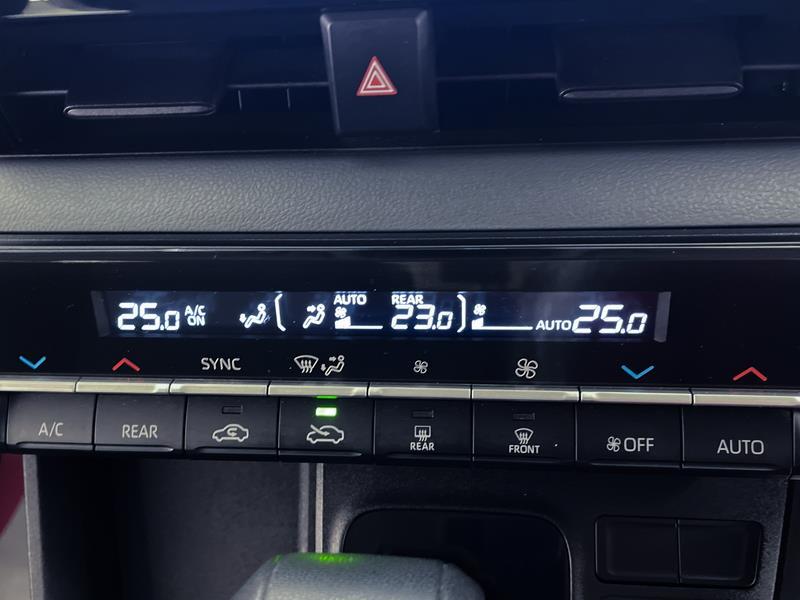 25.0 A/C ON AUTO REAR 23.0 AUTO 25.0
SYNC
A/C REAR REAR FRONT OFF AUTO